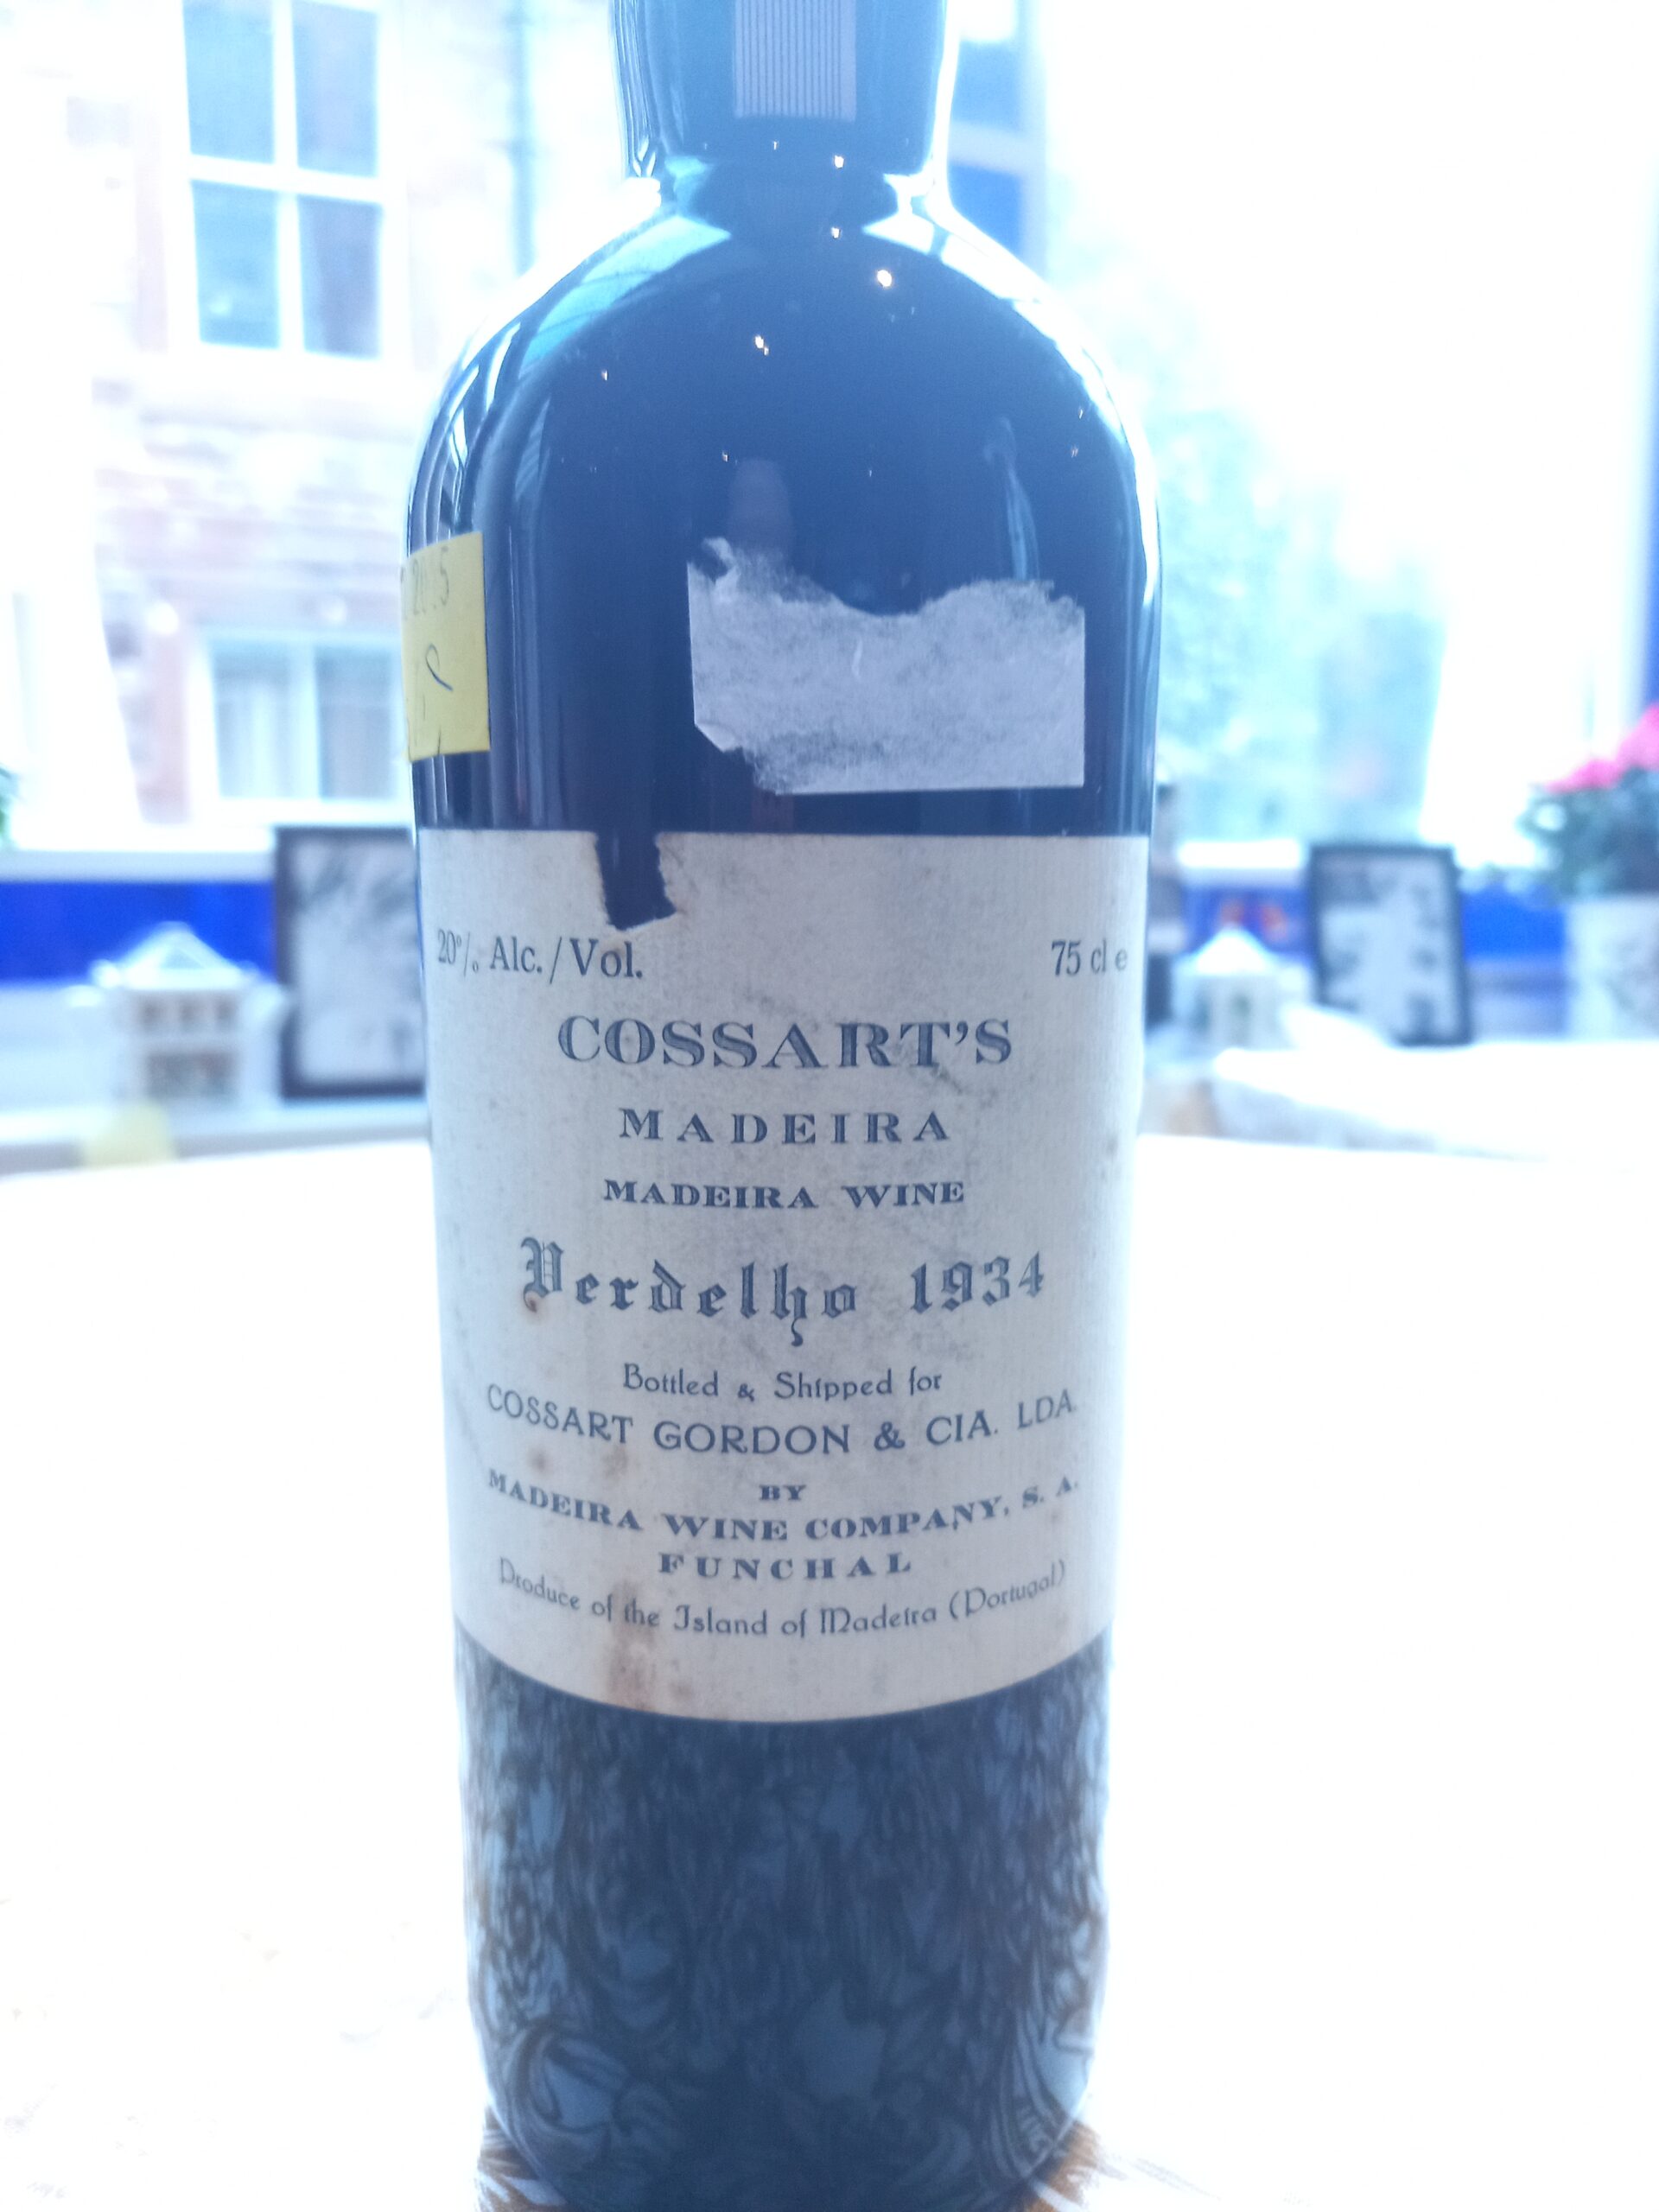 20% Alc./Vol. 75 cl e
COSSART'S
MADEIRA
MADEIRA WINE
Verdelho 1934
Bottled & Shipped for
COSSART GORDON & CIA. LDA.
BY
MADEIRA WINE COMPANY, S. A.
FUNCHAL
Produce of the Island of Madeira (Portugal)